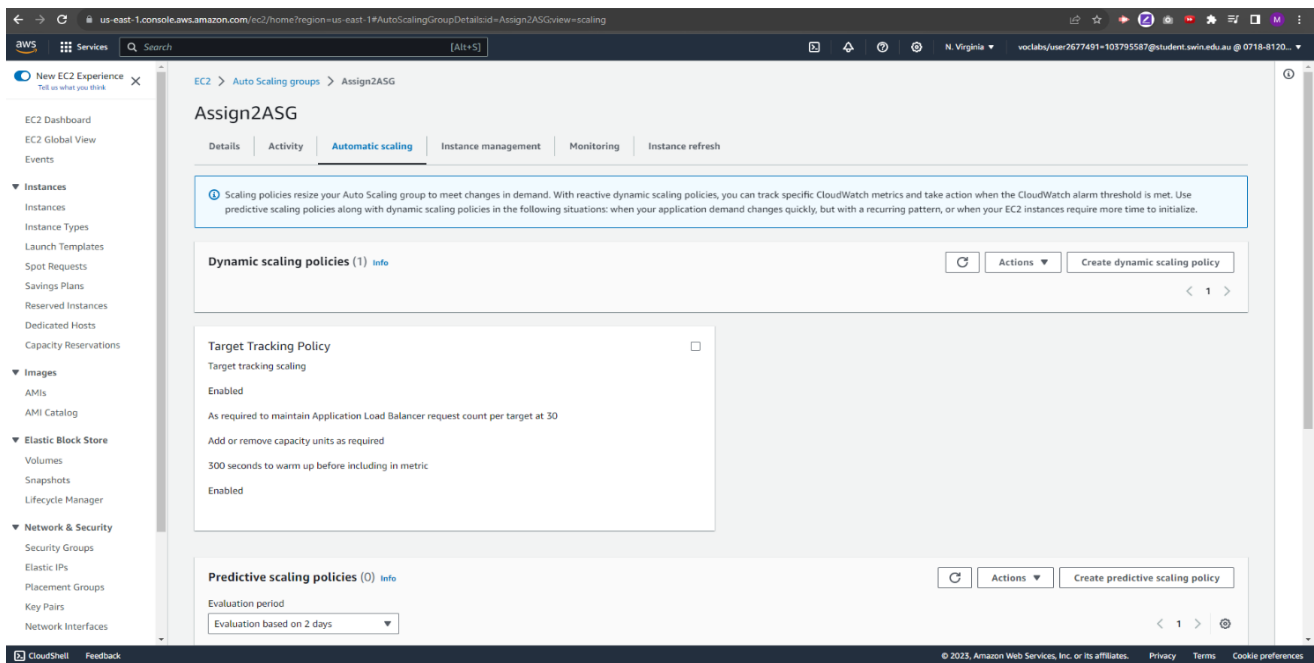 us-east-1.console.aws.amazon.com/ec2/home?region=us-east-1#AutoScalingGroupDetails:id=Assign2ASG;view=scaling
aws Services Search [Alt+S] N. Virginia voclabs/user2677491=103795587@student.swin.edu.au @ 0718-8120...
New EC2 Experience
Tell us what you think
EC2 Dashboard
EC2 Global View
Events
Instances
Instances
Instance Types
Launch Templates
Spot Requests
Savings Plans
Reserved Instances
Dedicated Hosts
Capacity Reservations
Images
AMIs
AMI Catalog
Elastic Block Store
Volumes
Snapshots
Lifecycle Manager
Network & Security
Security Groups
Elastic IPs
Placement Groups
Key Pairs
Network Interfaces
EC2 > Auto Scaling groups > Assign2ASG
Assign2ASG
Details Activity Automatic scaling Instance management Monitoring Instance refresh
Scaling policies resize your Auto Scaling group to meet changes in demand. With reactive dynamic scaling policies, you can track specific CloudWatch metrics and take action when the CloudWatch alarm threshold is met. Use
predictive scaling policies along with dynamic scaling policies in the following situations: when your application demand changes quickly, but with a recurring pattern, or when your EC2 instances require more time to initialize.
Dynamic scaling policies (1) Info Actions Create dynamic scaling policy
1
Target Tracking Policy
Target tracking scaling
Enabled
As required to maintain Application Load Balancer request count per target at 30
Add or remove capacity units as required
300 seconds to warm up before including in metric
Enabled
Predictive scaling policies (0) Info Actions Create predictive scaling policy
Evaluation period
Evaluation based on 2 days 1
CloudShell Feedback © 2023, Amazon Web Services, Inc. or its affiliates. Privacy Terms Cookie preferences